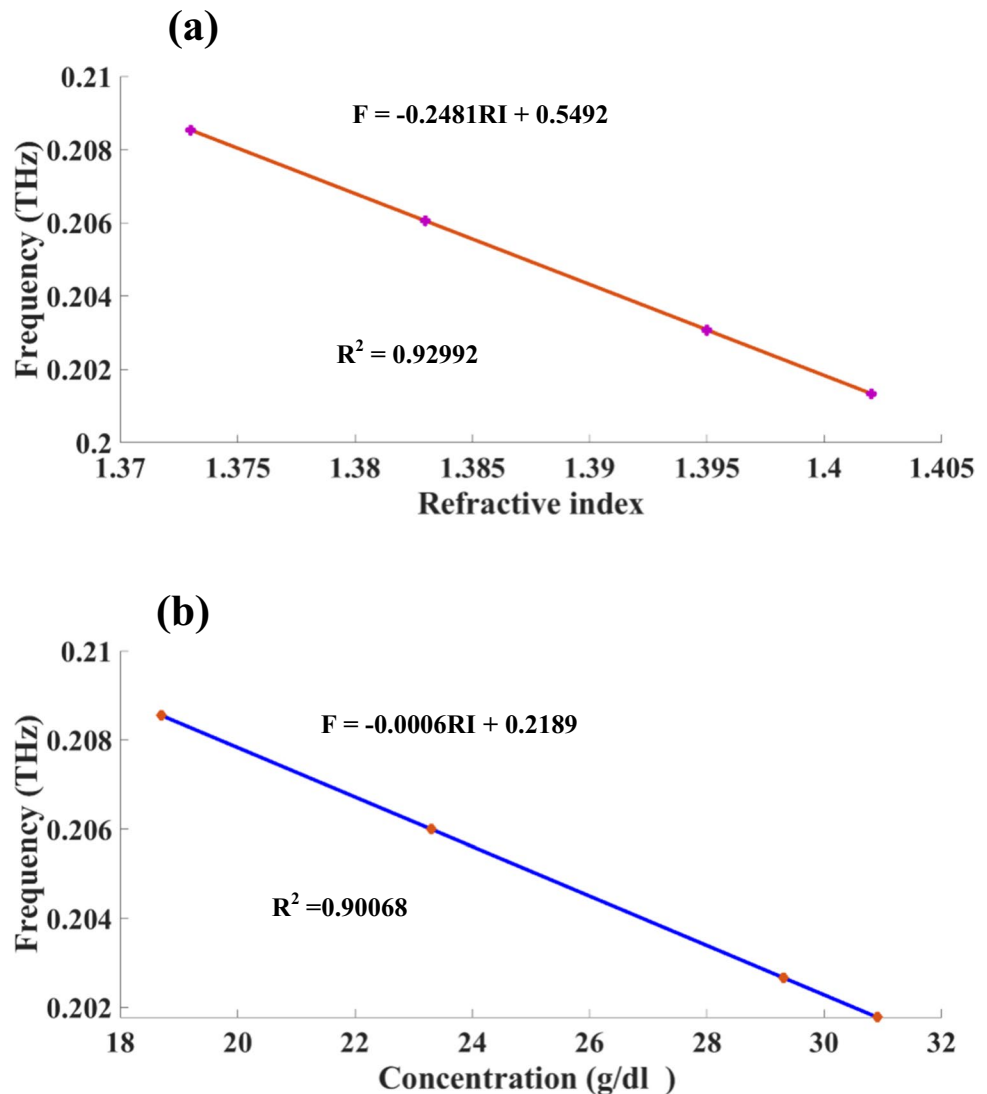 (a)
0.21
0.208
0.206
0.204
0.202
0.2
Frequency (THz)
F = -0.2481RI + 0.5492
R² = 0.92992
1.37 1.375 1.38 1.385 1.39 1.395 1.4 1.405
Refractive index
(b)
0.21
0.208
0.206
0.204
0.202
Frequency (THz)
F = -0.0006RI + 0.2189
R² =0.90068
18 20 22 24 26 28 30 32
Concentration (g/dl )